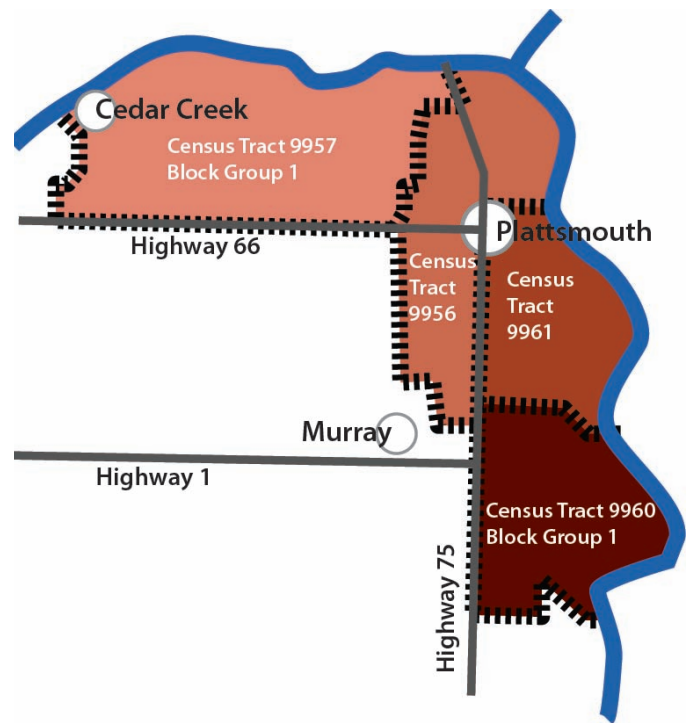 Cedar Creek
Census Tract 9957
Block Group 1
Highway 66
Plattsmouth
Census
Tract
9956
Census
Tract
9961
Murray
Highway 1
Census Tract 9960
Block Group 1
Highway 75